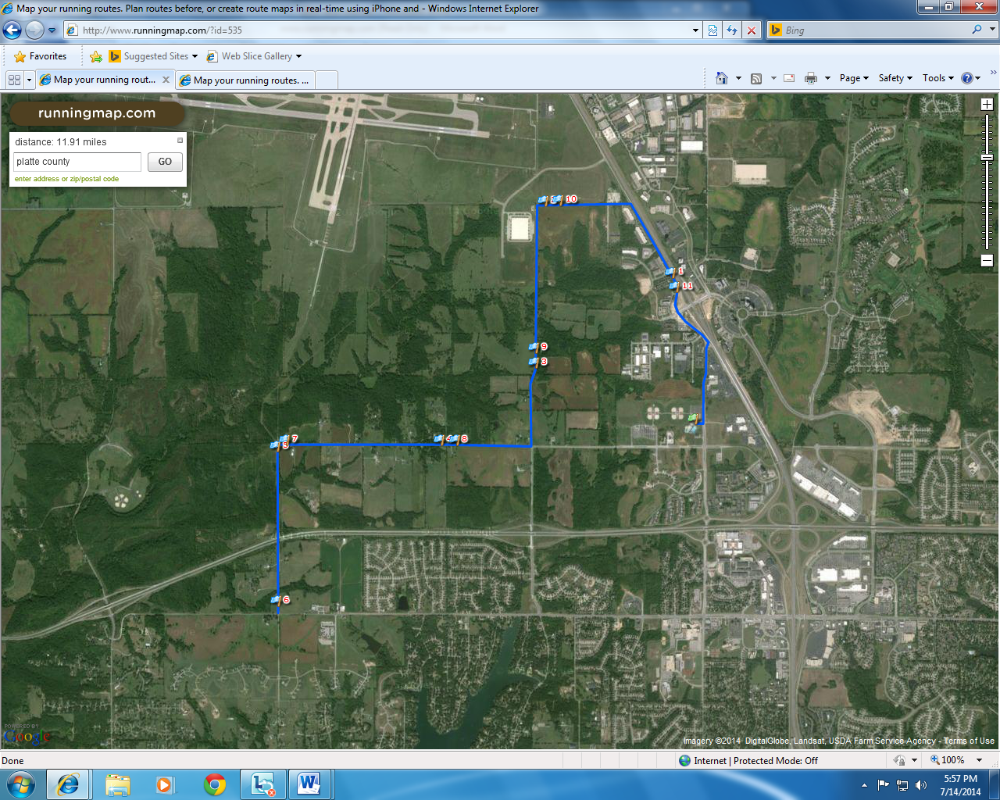 Map your running routes. Plan routes before, or create route maps in real-time using iPhone and - Windows Internet Explorer
http://www.runningmap.com/?id=535
Bing
Favorites
Suggested Sites
Web Slice Gallery
Map your running rout...
Map your running routes. ...
Page
Safety
Tools
runningmap.com
distance: 11.91 miles
platte county
GO
enter address or zip/postal code
10
1
11
9
3
7
5
4
8
6
POWERED BY
Google
Imagery ©2014 DigitalGlobe, Landsat, USDA Farm Service Agency - Terms of Use
Done
Internet | Protected Mode: Off
100%
5:57 PM
7/14/2014